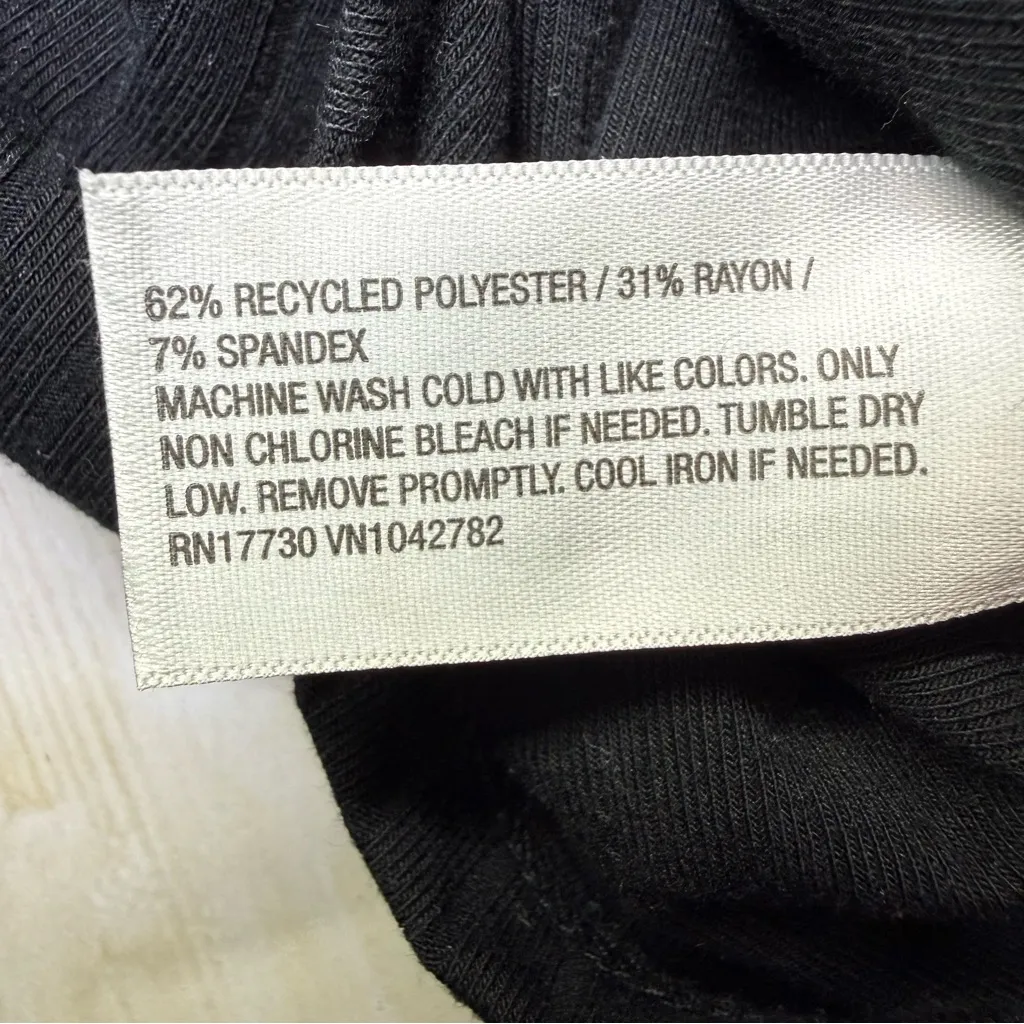 62% RECYCLED POLYESTER / 31% RAYON /
7% SPANDEX
MACHINE WASH COLD WITH LIKE COLORS. ONLY
NON CHLORINE BLEACH IF NEEDED. TUMBLE DRY
LOW. REMOVE PROMPTLY. COOL IRON IF NEEDED.
RN17730 VN1042782